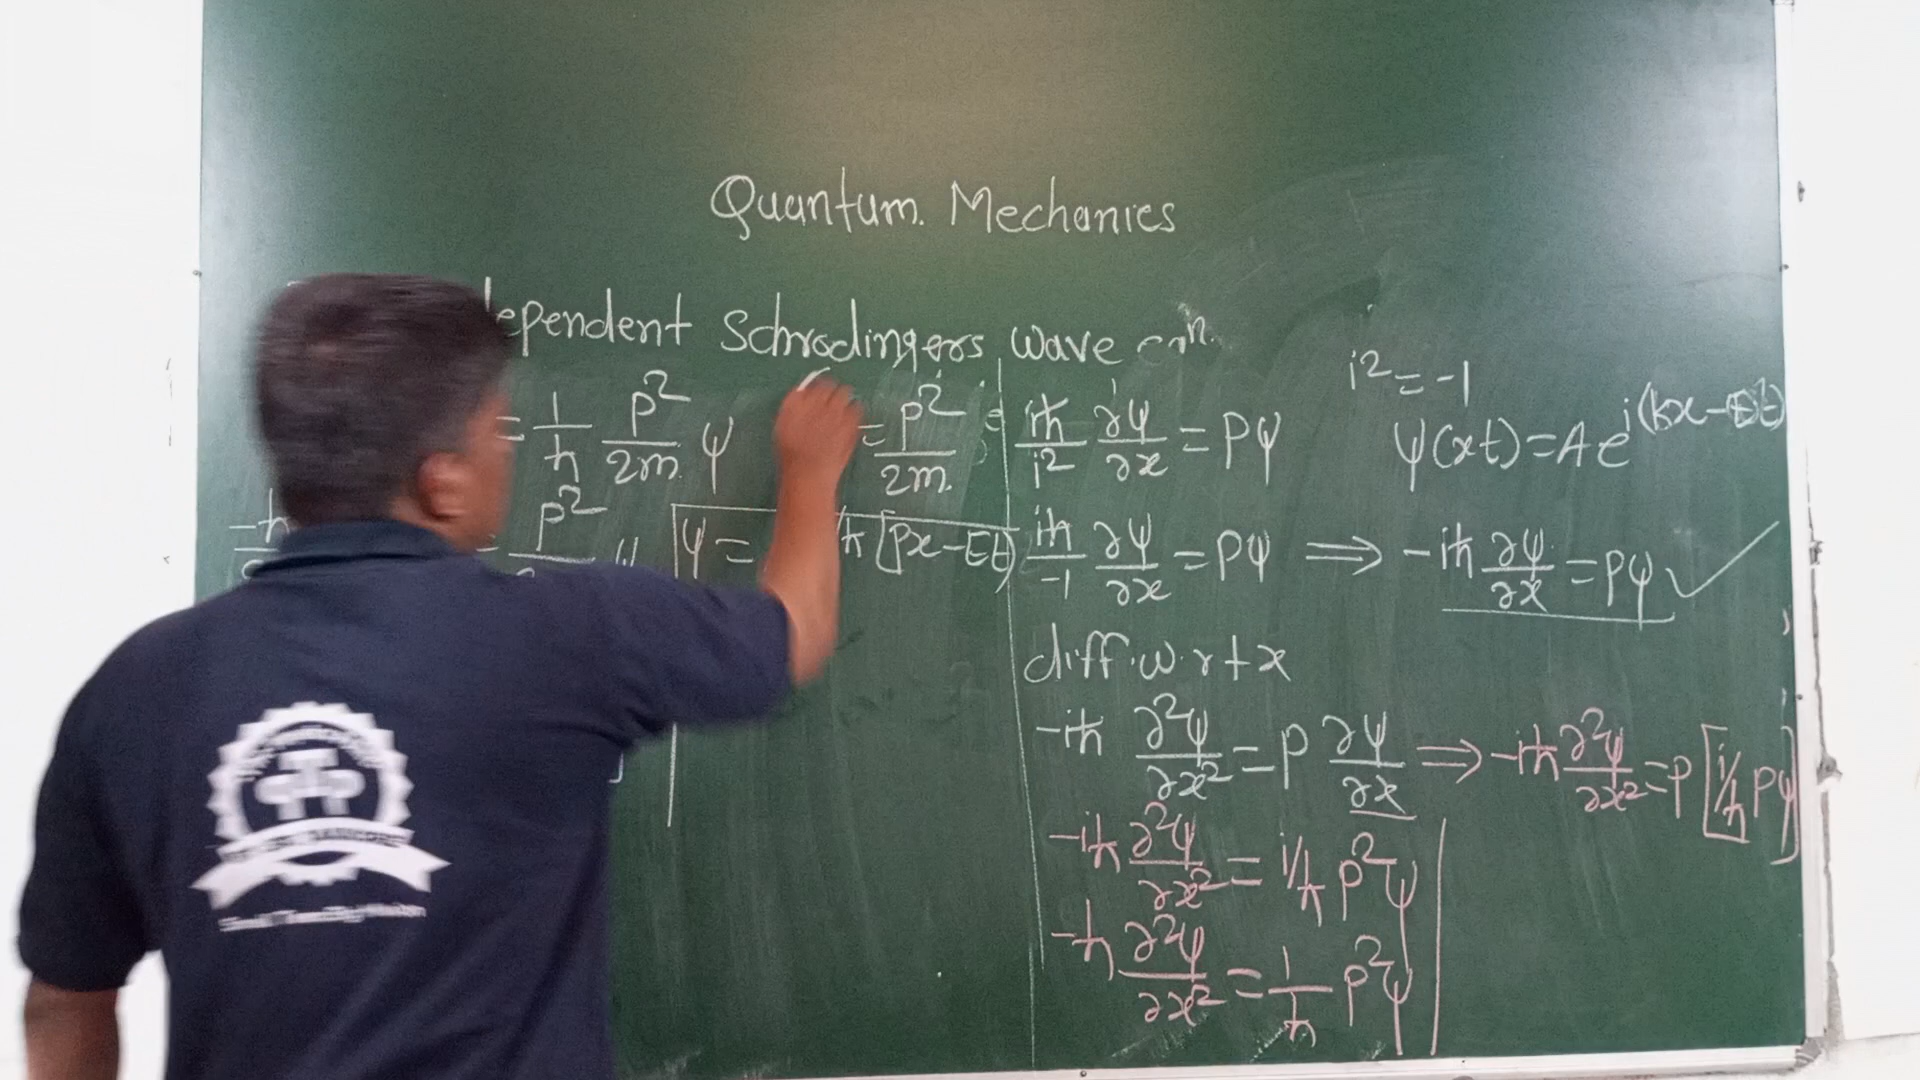 Quantum. Mechanics
ependent Schrodingers wave eqn.
= 1/ħ p²/2m ψ
= p²/2m
-ħ
p² ψ
ψ = /ħ [px-Et)
iħ/i² ∂ψ/∂x = pψ
iħ/-1 ∂ψ/∂x = pψ ⟹ -iħ ∂ψ/∂x = pψ ✓
i² = -1
ψ(xt) = A e^i(kx-ωt)
diff.w.r+x
-iħ ∂²ψ/∂x² = p ∂ψ/∂x ⟹ -iħ ∂²ψ/∂x² = p [i/ħ pψ]
-iħ ∂²ψ/∂x² = i/ħ p²ψ
-ħ ∂²ψ/∂x² = 1/ħ p²ψ